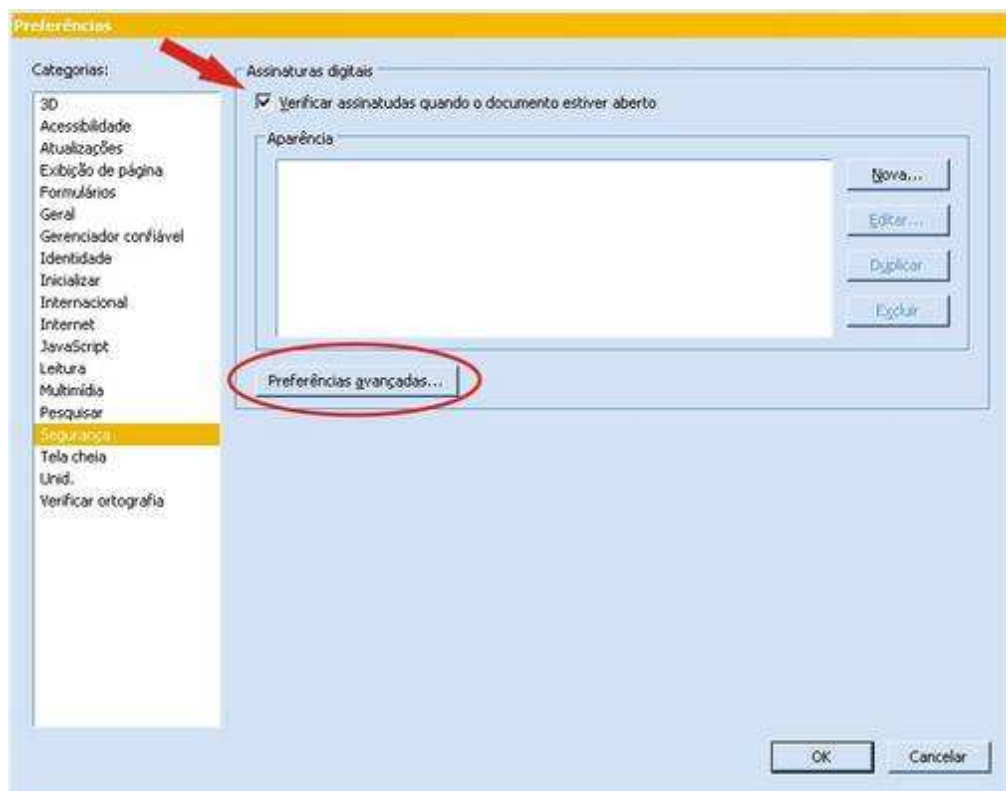 Preferências
Categorias:
3D
Acessibilidade
Atualizações
Exibição de página
Formulários
Geral
Gerenciador confiável
Identidade
Inicializar
Internacional
Internet
JavaScript
Leitura
Multimídia
Pesquisar
Segurança
Tela cheia
Unid.
Verificar ortografia
Assinaturas digitais
Verificar assinatudas quando o documento estiver aberto
Aparência
Nova...
Editar...
Duplicar
Excluir
Preferências avançadas...
OK
Cancelar